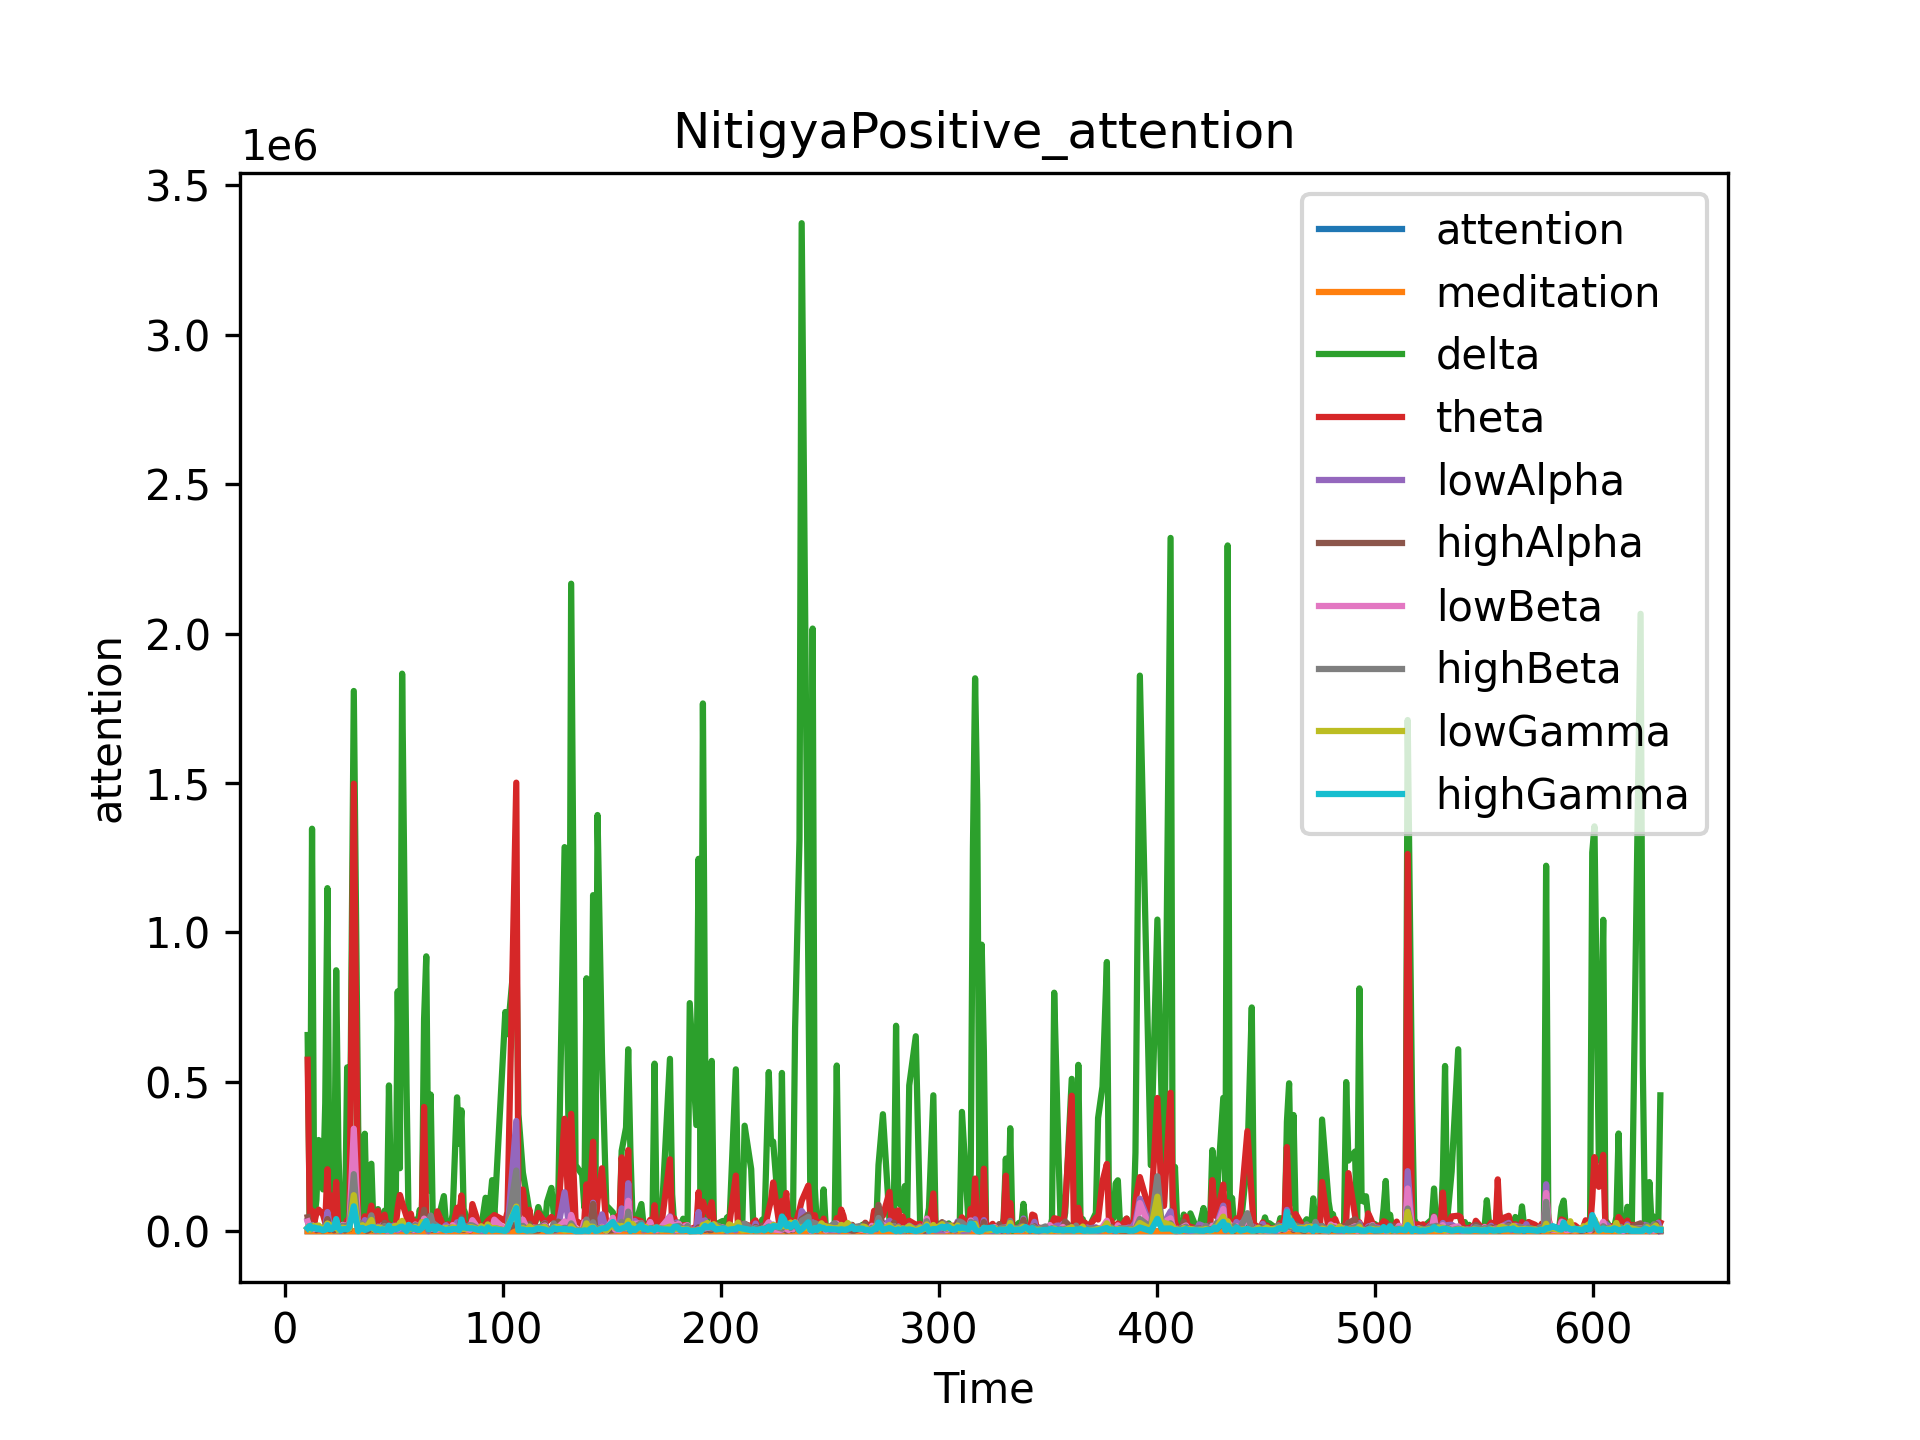 NitigyaPositive_attention
1e6
3.5
3.0
2.5
2.0
1.5
1.0
0.5
0.0
attention
attention
meditation
delta
theta
lowAlpha
highAlpha
lowBeta
highBeta
lowGamma
highGamma
0 100 200 300 400 500 600
Time